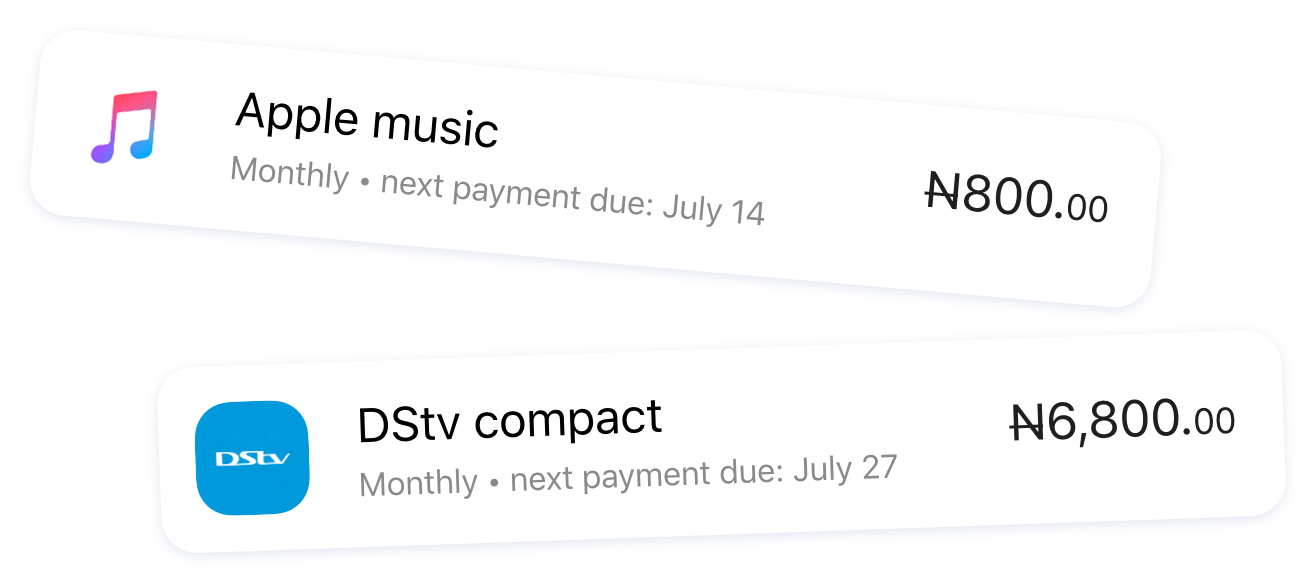 Apple music
Monthly • next payment due: July 14
₦800.00
DStv
DStv compact
Monthly • next payment due: July 27
₦6,800.00